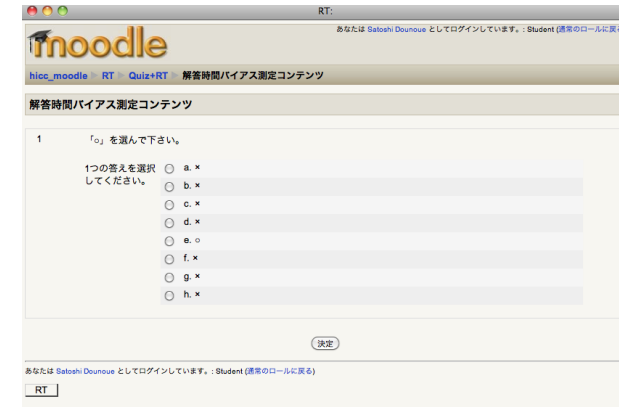 RT:
あなたは Satoshi Dounoue としてログインしています。: Student (通常のロールに戻
moodle
hicc_moodle ► RT ► Quiz+RT ► 解答時間バイアス測定コンテンツ
解答時間バイアス測定コンテンツ
1 「○」を選んで下さい。
1つの答えを選択
してください。
a. ×
b. ×
c. ×
d. ×
e. ○
f. ×
g. ×
h. ×
決定
あなたは Satoshi Dounoue としてログインしています。: Student (通常のロールに戻る)
RT